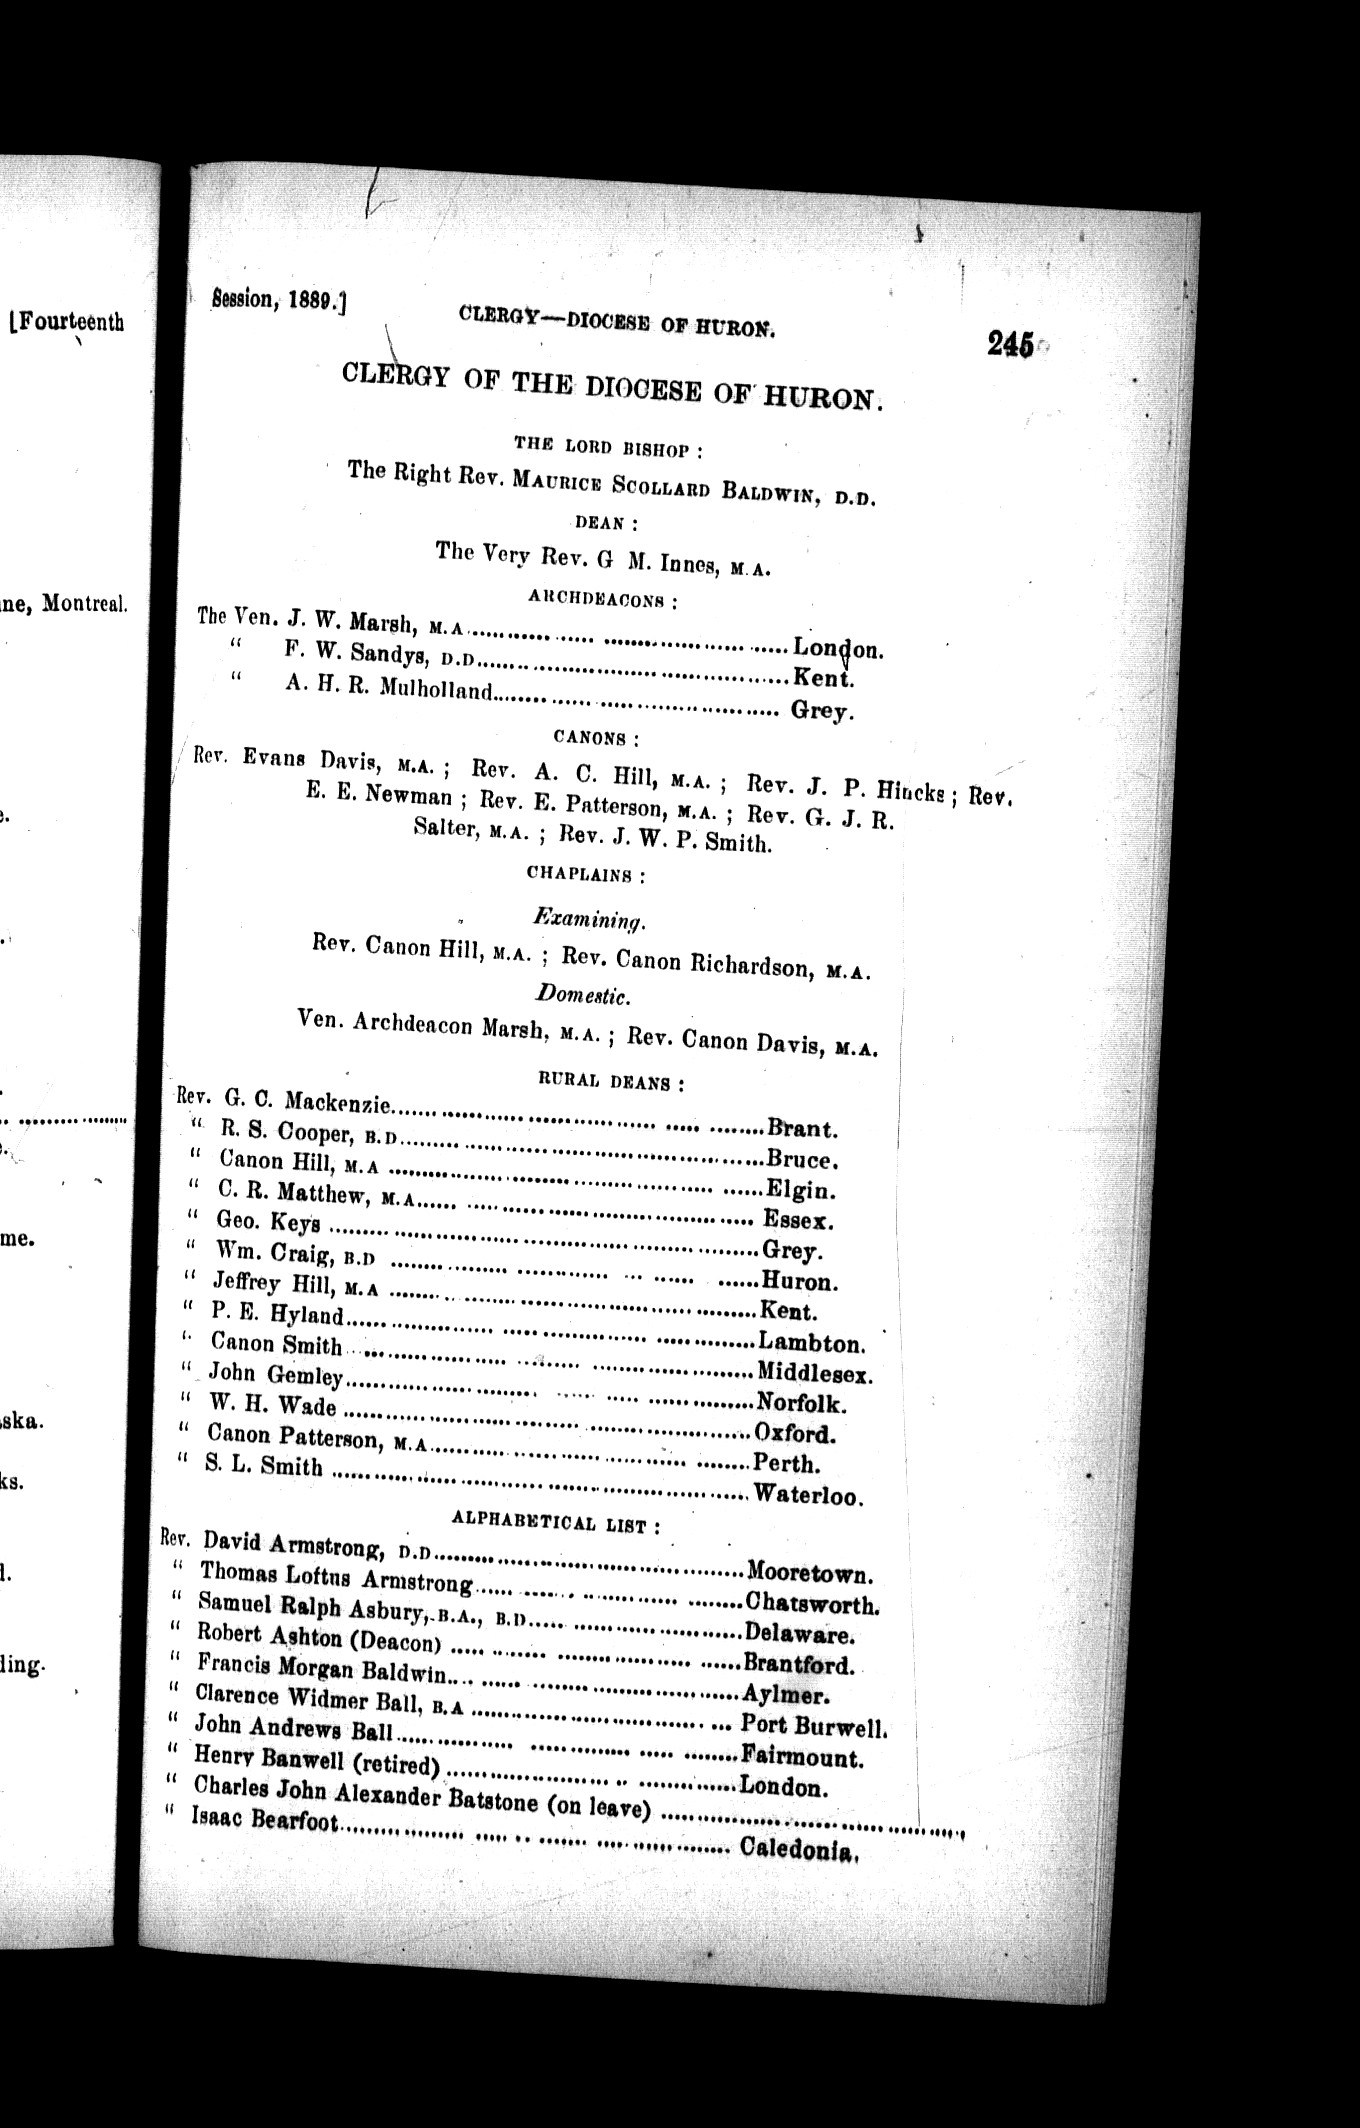 [Fourteenth
Montreal.
Session, 1889.]
CLERGY—DIOCESE OF HURON.
245
CLERGY OF THE DIOCESE OF HURON.
THE LORD BISHOP :
The Right Rev. MAURICE SCOLLARD BALDWIN, D.D.
DEAN :
The Very Rev. G M. Innes, M.A.
ARCHDEACONS :
The Ven. J. W. Marsh, M.A.................................................London.
“ F. W. Sandys, D.D.................................................Kent.
“ A. H. R. Mulholland................................................. Grey.
CANONS :
Rev. Evans Davis, M.A. ; Rev. A. C. Hill, M.A. ; Rev. J. P. Hincks ; Rev.
E. E. Newman ; Rev. E. Patterson, M.A. ; Rev. G. J. R.
Salter, M.A. ; Rev. J. W. P. Smith.
CHAPLAINS :
Examining.
Rev. Canon Hill, M.A. ; Rev. Canon Richardson, M.A.
Domestic.
Ven. Archdeacon Marsh, M.A. ; Rev. Canon Davis, M.A.
RURAL DEANS :
Rev. G. C. Mackenzie.................................................Brant.
“ R. S. Cooper, B.D.................................................Bruce.
“ Canon Hill, M.A .................................................Elgin.
“ C. R. Matthew, M.A................................................. Essex.
“ Geo. Keys .................................................Grey.
“ Wm. Craig, B.D .................................................Huron.
“ Jeffrey Hill, M.A .................................................Kent.
“ P. E. Hyland.................................................Lambton.
“ Canon Smith .................................................Middlesex.
“ John Gemley.................................................Norfolk.
“ W. H. Wade .................................................Oxford.
“ Canon Patterson, M.A.................................................Perth.
“ S. L. Smith .................................................Waterloo.
ALPHABETICAL LIST :
Rev. David Armstrong, D.D.................................................Mooretown.
“ Thomas Loftus Armstrong.................................................Chatsworth.
“ Samuel Ralph Asbury, B.A., B.D.................................................Delaware.
“ Robert Ashton (Deacon) .................................................Brantford.
“ Francis Morgan Baldwin.................................................Aylmer.
“ Clarence Widmer Ball, B.A ................................................. Port Burwell.
“ John Andrews Ball.................................................Fairmount.
“ Henry Banwell (retired) .................................................London.
“ Charles John Alexander Batstone (on leave) .................................................
“ Isaac Bearfoot................................................. Caledonia.